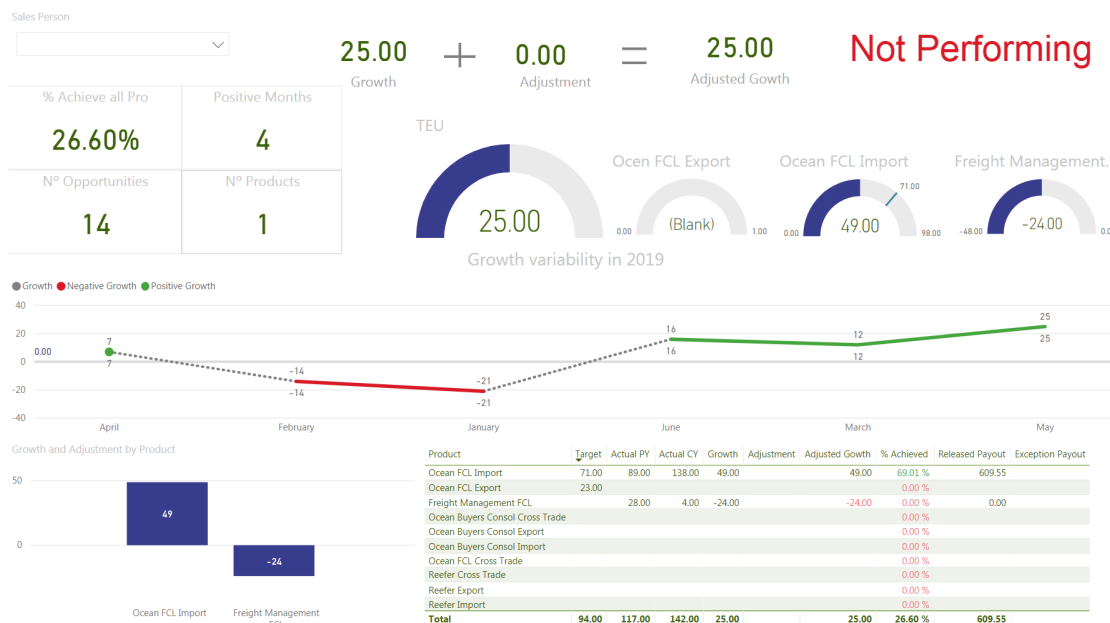 Sales Person
25.00 + 0.00 = 25.00
Growth Adjustment Adjusted Gowth
Not Performing
% Achieve all Pro Positive Months
26.60% 4
Nº Opportunities Nº Products
14 1
TEU
25.00
Ocen FCL Export
(Blank)
0.00 1.00
Ocean FCL Import
71.00
49.00
0.00 98.00
Freight Management.
-24.00
-48.00
Growth variability in 2019
Growth Negative Growth Positive Growth
40
20
0
-20
-40
0.00
7
7
-14
-14
-21
-21
16
16
12
12
25
25
April February January June March May
Growth and Adjustment by Product
50
0
49
-24
Ocean FCL Import Freight Management
Product Target Actual PY Actual CY Growth Adjustment Adjusted Gowth % Achieved Released Payout Exception Payout
Ocean FCL Import 71.00 89.00 138.00 49.00 49.00 69.01 % 609.55
Ocean FCL Export 23.00 0.00 %
Freight Management FCL 28.00 4.00 -24.00 -24.00 0.00 % 0.00
Ocean Buyers Consol Cross Trade 0.00 %
Ocean Buyers Consol Export 0.00 %
Ocean Buyers Consol Import 0.00 %
Ocean FCL Cross Trade 0.00 %
Reefer Cross Trade 0.00 %
Reefer Export 0.00 %
Reefer Import 0.00 %
Total 94.00 117.00 142.00 25.00 25.00 26.60 % 609.55